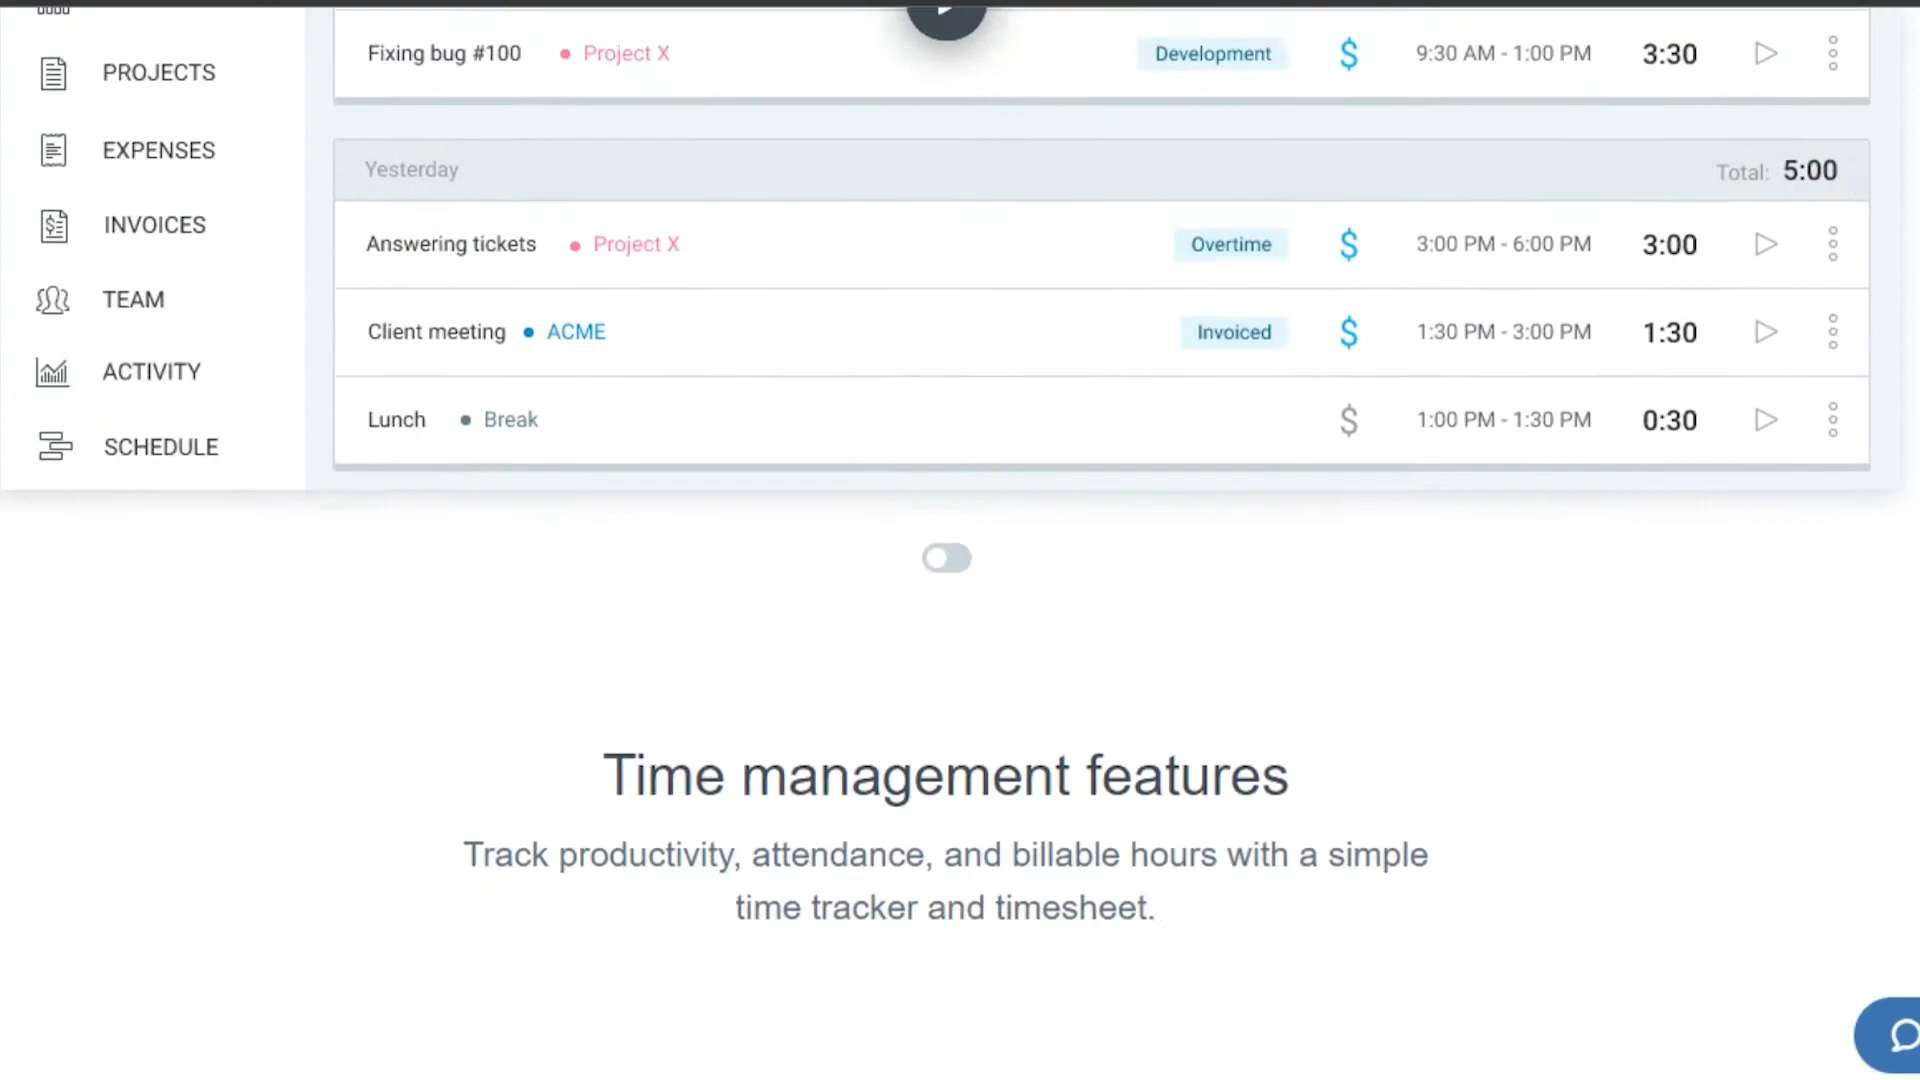 PROJECTS
EXPENSES
INVOICES
TEAM
ACTIVITY
SCHEDULE
Fixing bug #100 Project X Development $ 9:30 AM - 1:00 PM 3:30
Yesterday Total: 5:00
Answering tickets Project X Overtime $ 3:00 PM - 6:00 PM 3:00
Client meeting ACME Invoiced $ 1:30 PM - 3:00 PM 1:30
Lunch Break $ 1:00 PM - 1:30 PM 0:30
Time management features
Track productivity, attendance, and billable hours with a simple
time tracker and timesheet.